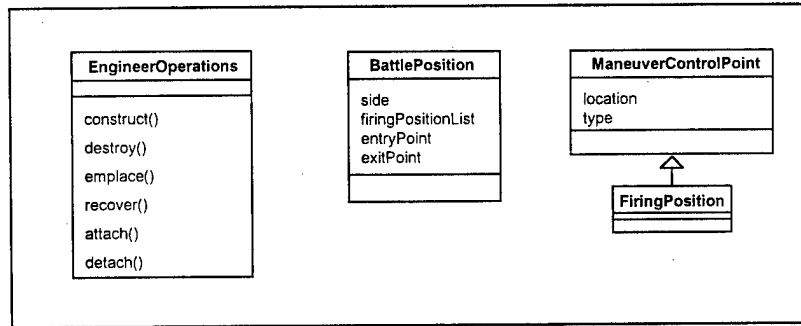 EngineerOperations
construct()
destroy()
emplace()
recover()
attach()
detach()
BattlePosition
side
firingPositionList
entryPoint
exitPoint
ManeuverControlPoint
location
type
FiringPosition